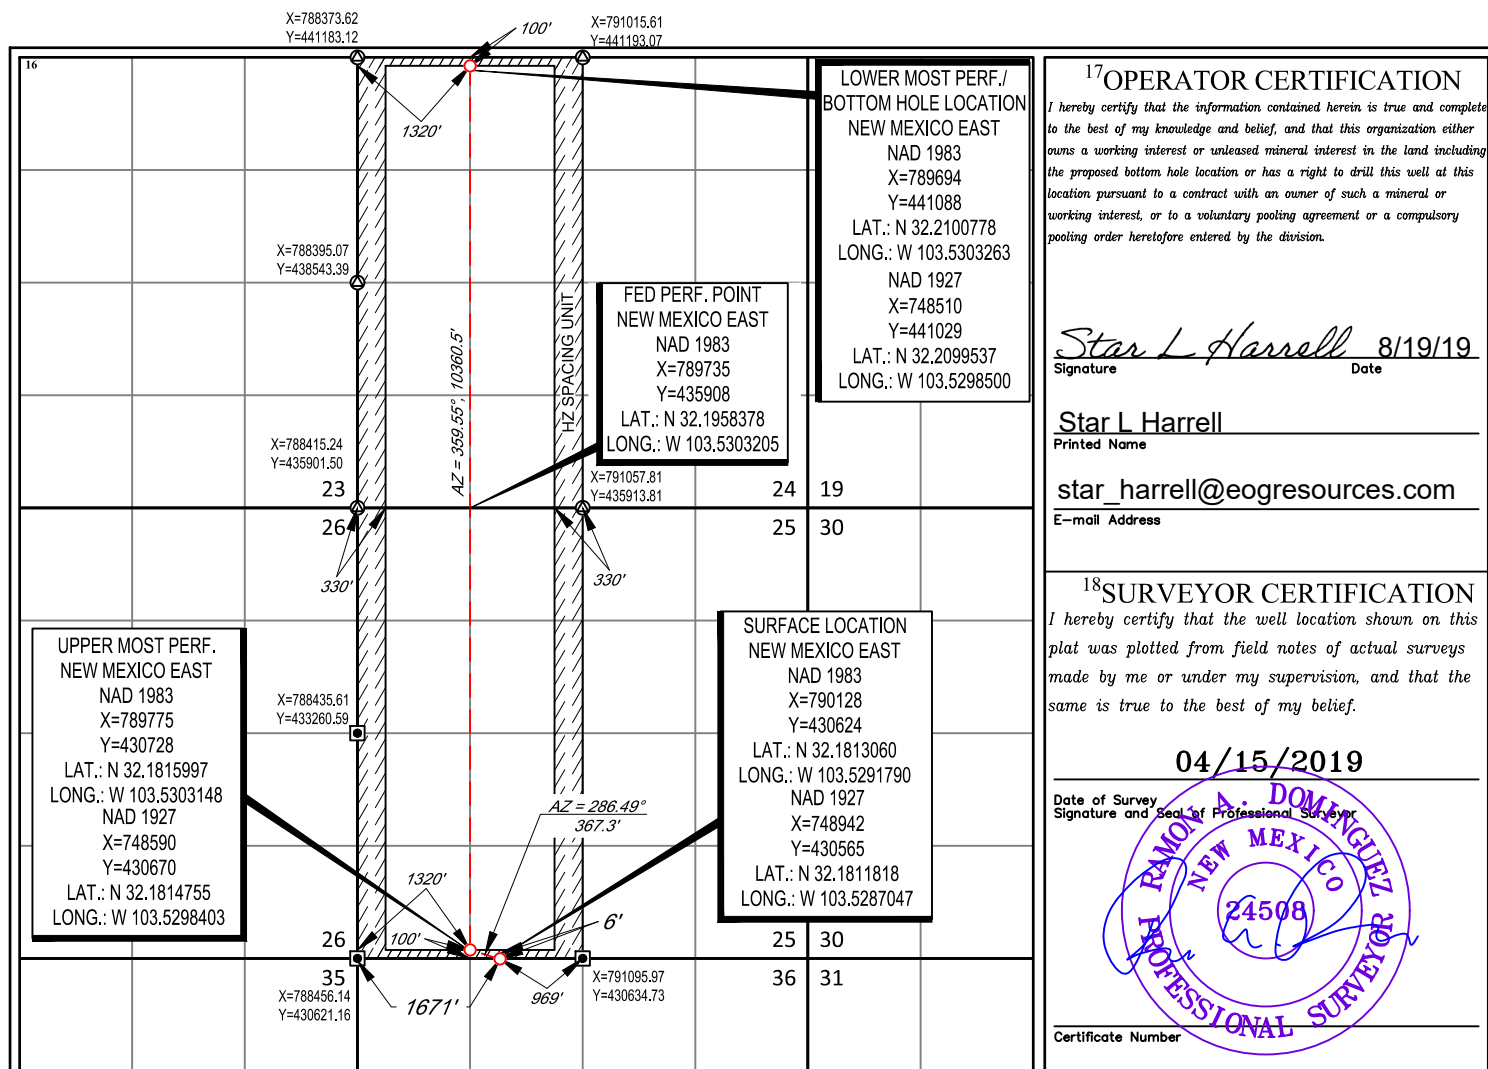 X=788373.62
Y=441183.12
100'
X=791015.61
Y=441193.07
16
1320'
LOWER MOST PERF./
BOTTOM HOLE LOCATION
NEW MEXICO EAST
NAD 1983
X=789694
Y=441088
LAT.: N 32.2100778
LONG.: W 103.5303263
NAD 1927
X=748510
Y=441029
LAT.: N 32.2099537
LONG.: W 103.5298500
X=788395.07
Y=438543.39
AZ = 359.55°, 10360.5'
HZ SPACING UNIT
FED PERF. POINT
NEW MEXICO EAST
NAD 1983
X=789735
Y=435908
LAT.: N 32.1958378
LONG.: W 103.5303205
X=788415.24
Y=435901.50
X=791057.81
Y=435913.81
23
24 19
26
25 30
330'
330'
UPPER MOST PERF.
NEW MEXICO EAST
NAD 1983
X=789775
Y=430728
LAT.: N 32.1815997
LONG.: W 103.5303148
NAD 1927
X=748590
Y=430670
LAT.: N 32.1814755
LONG.: W 103.5298403
X=788435.61
Y=433260.59
SURFACE LOCATION
NEW MEXICO EAST
NAD 1983
X=790128
Y=430624
LAT.: N 32.1813060
LONG.: W 103.5291790
NAD 1927
X=748942
Y=430565
LAT.: N 32.1811818
LONG.: W 103.5287047
AZ = 286.49°
367.3'
1320'
100'
6'
26
25 30
35
36 31
X=788456.14
Y=430621.16
1671'
969'
X=791095.97
Y=430634.73
17 OPERATOR CERTIFICATION
I hereby certify that the information contained herein is true and complete
to the best of my knowledge and belief, and that this organization either
owns a working interest or unleased mineral interest in the land including
the proposed bottom hole location or has a right to drill this well at this
location pursuant to a contract with an owner of such a mineral or
working interest, or to a voluntary pooling agreement or a compulsory
pooling order heretofore entered by the division.
Star L Harrell 8/19/19
Signature Date
Star L Harrell
Printed Name
star_harrell@eogresources.com
E-mail Address
18 SURVEYOR CERTIFICATION
I hereby certify that the well location shown on this
plat was plotted from field notes of actual surveys
made by me or under my supervision, and that the
same is true to the best of my belief.
04/15/2019
Date of Survey
Signature and Seal of Professional Surveyor
RAMON A. DOMINGUEZ
NEW MEXICO
24508
PROFESSIONAL SURVEYOR
Certificate Number